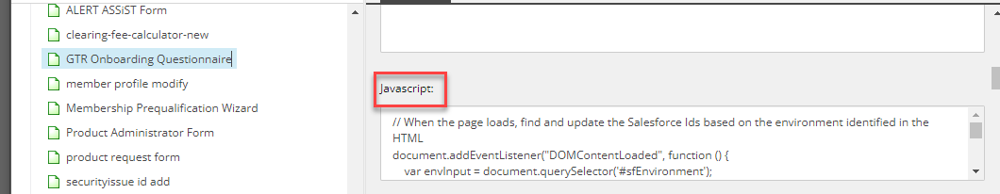 ALERT ASSiST Form
clearing-fee-calculator-new
GTR Onboarding Questionnaire
member profile modify
Membership Prequalification Wizard
Product Administrator Form
product request form
securityissue id add
Javascript:
// When the page loads, find and update the Salesforce Ids based on the environment identified in the
HTML
document.addEventListener("DOMContentLoaded", function () {
var envInput = document.querySelector('#sfEnvironment');